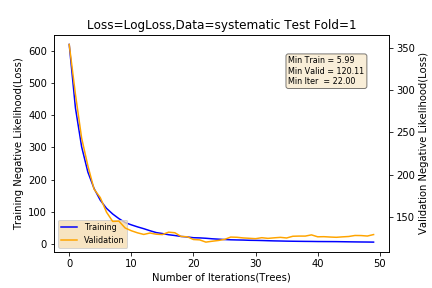 Loss=LogLoss,Data=systematic Test Fold=1
Training Negative Likelihood(Loss)
600
500
400
300
200
100
0
Min Train = 5.99
Min Valid = 120.11
Min Iter = 22.00
Training
Validation
350
300
250
200
150
Validation Negative Likelihood(Loss)
0 10 20 30 40 50
Number of Iterations(Trees)